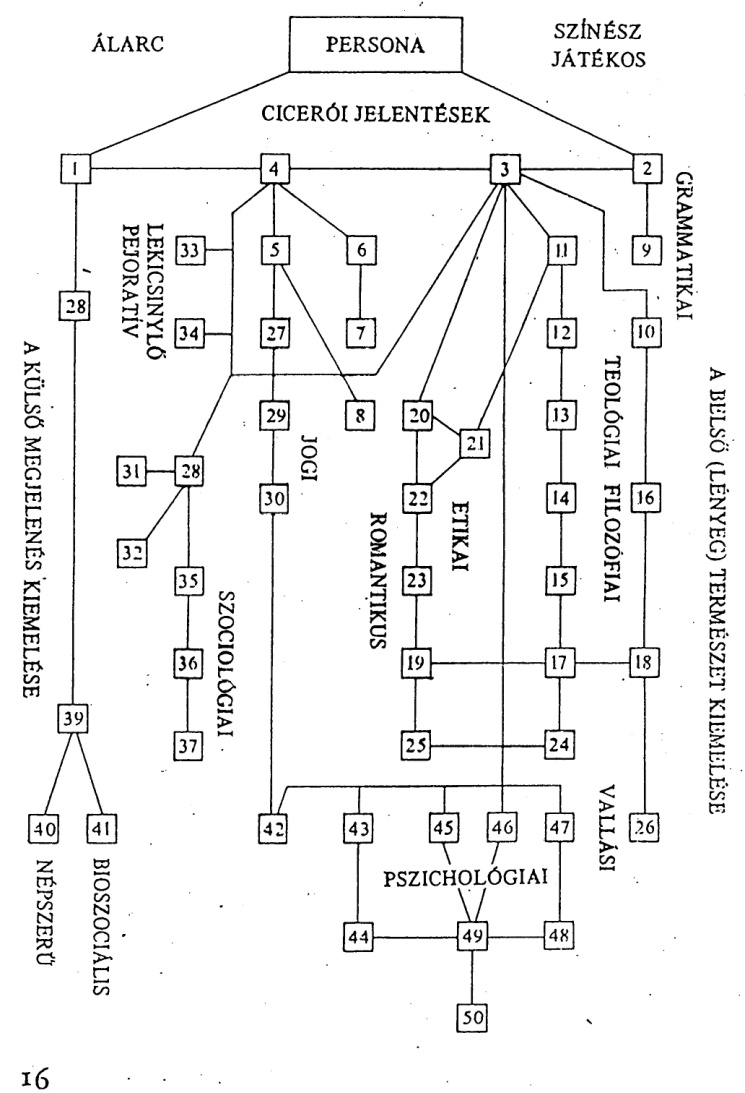 ÁLARC
PERSONA
SZÍNÉSZ
JÁTÉKOS
CICERÓI JELENTÉSEK
1
4
3
2
GRAMMATIKAI
LEKICSINYLŐ
PEJORATÍV
33
5
6
11
9
28
34
27
7
12
10
A KÜLSŐ MEGJELENÉS KIEMELÉSE
TEOLÓGIAI FILOZÓFIAI
A BELSŐ (LÉNYEG) TERMÉSZET KIEMELÉSE
29
8
20
13
21
JOGI
31
28
30
22
14
16
ETIKAI
ROMANTIKUS
32
35
23
15
SZOCIOLÓGIAI
36
19
17
18
39
37
25
24
VALLÁSI
40
41
42
43
45
46
47
26
NÉPSZERŰ
BIOSZOCIÁLIS
PSZICHOLÓGIAI
44
49
48
50
16